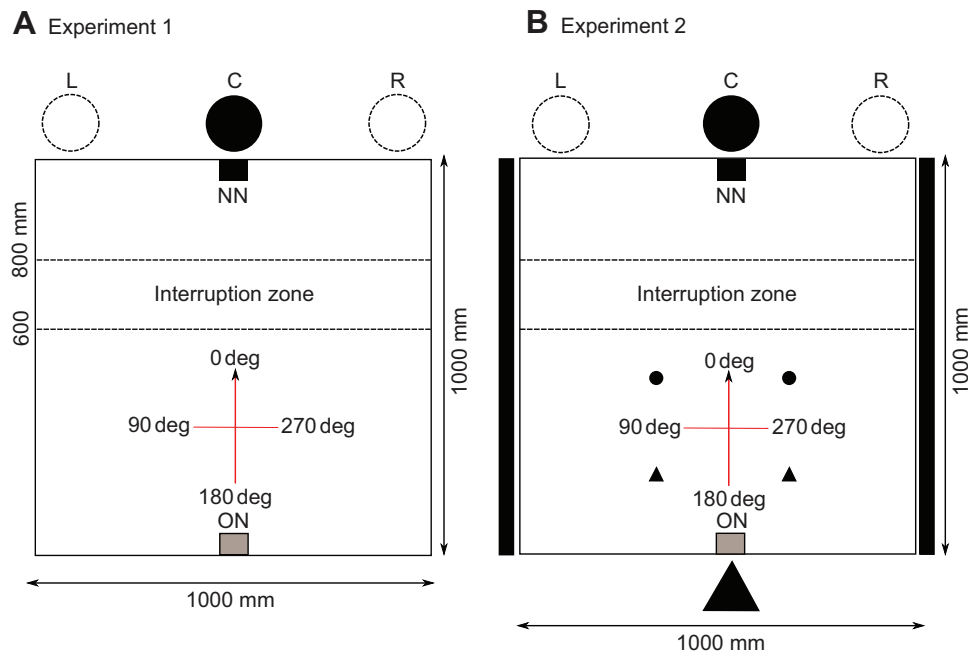 A Experiment 1
L
C
R
NN
800 mm
600
Interruption zone
0 deg
90 deg
270 deg
180 deg
ON
1000 mm
1000 mm
B Experiment 2
L
C
R
NN
Interruption zone
0 deg
90 deg
270 deg
180 deg
ON
1000 mm
1000 mm